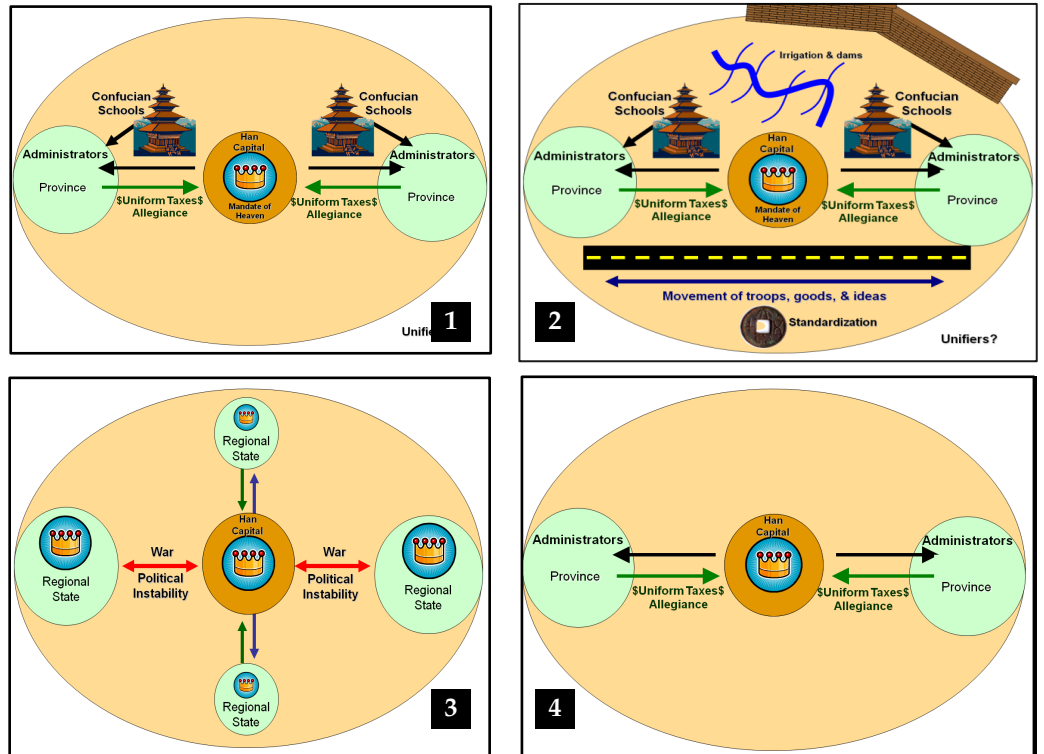 Confucian
Schools
Confucian
Schools
Han
Capital
Administrators
Administrators
Province
Province
Mandate of
Heaven
$Uniform Taxes$
Allegiance
$Uniform Taxes$
Allegiance
1
Irrigation & dams
Confucian
Schools
Confucian
Schools
Han
Capital
Administrators
Administrators
Province
Province
Mandate of
Heaven
$Uniform Taxes$
Allegiance
$Uniform Taxes$
Allegiance
Movement of troops, goods, & ideas
2
Standardization
Unifiers?
Regional
State
Han
Capital
War
Political
Instability
War
Political
Instability
Regional
State
Regional
State
Regional
State
3
Han
Capital
Administrators
Administrators
Province
Province
$Uniform Taxes$
Allegiance
$Uniform Taxes$
Allegiance
4